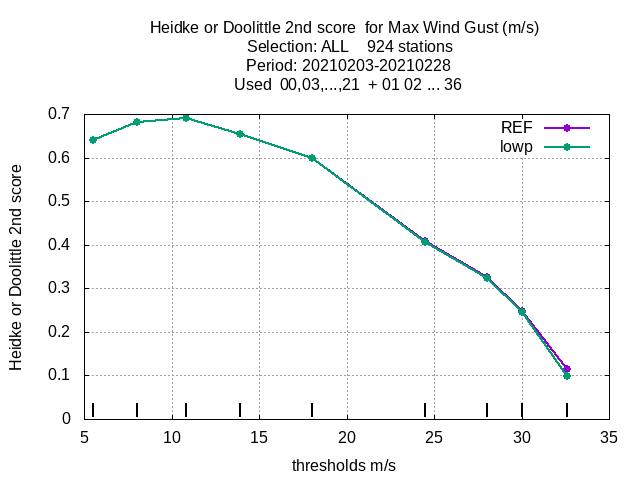 Heidke or Doolittle 2nd score  for Max Wind Gust (m/s)
Selection: ALL    924 stations
Period: 20210203-20210228
Used  00,03,...,21  + 01 02 ... 36
REF
lowp
0.7
0.6
0.5
0.4
0.3
0.2
0.1
0
Heidke or Doolittle 2nd score
5 10 15 20 25 30 35
thresholds m/s